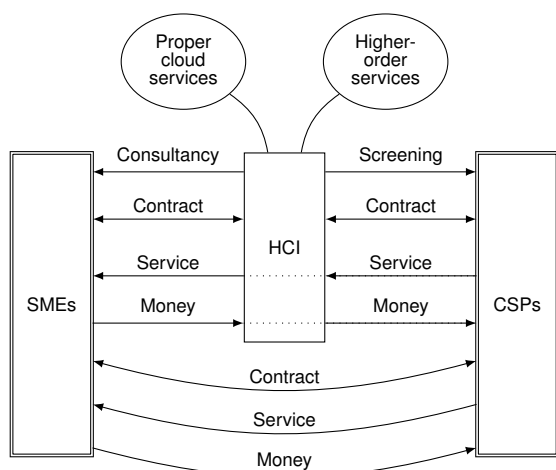 Proper
cloud
services
Higher-
order
services
Consultancy
Screening
Contract
Contract
HCI
Service
Service
SMEs
Money
Money
CSPs
Contract
Service
Money